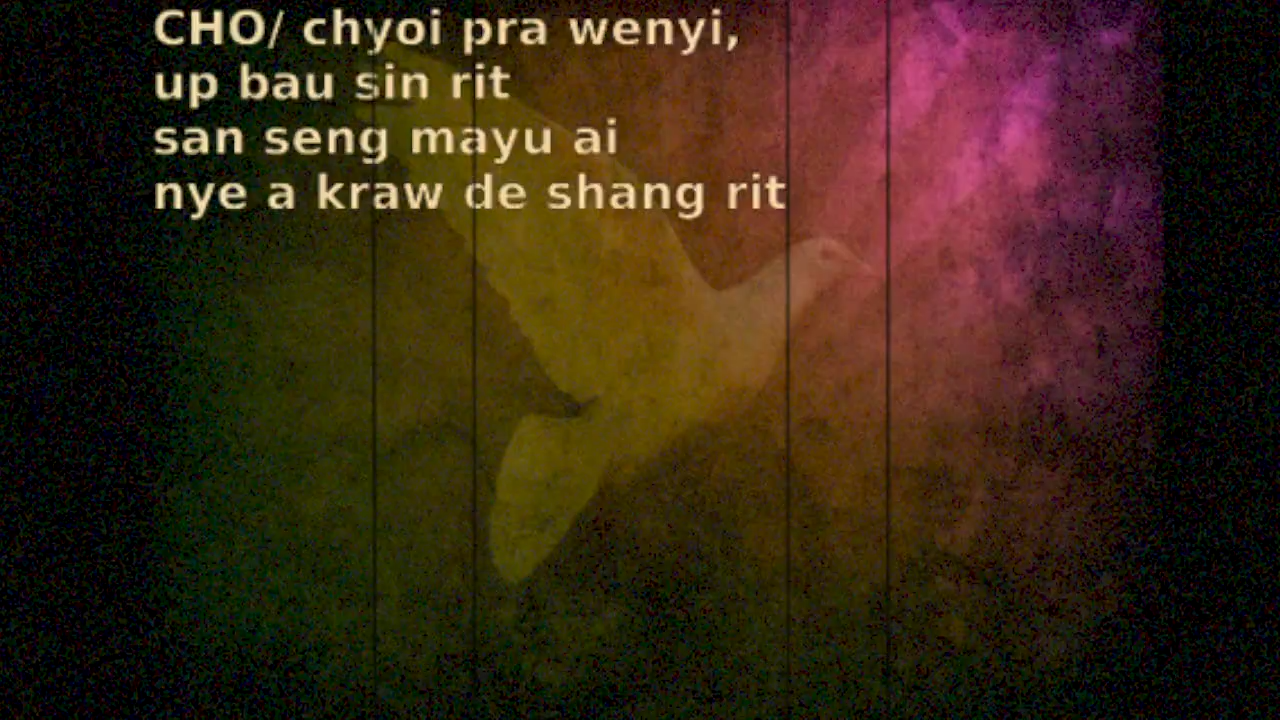 CHO/ chyoi pra wenyi,
up bau sin rit
san seng mayu ai
nye a kraw de shang rit